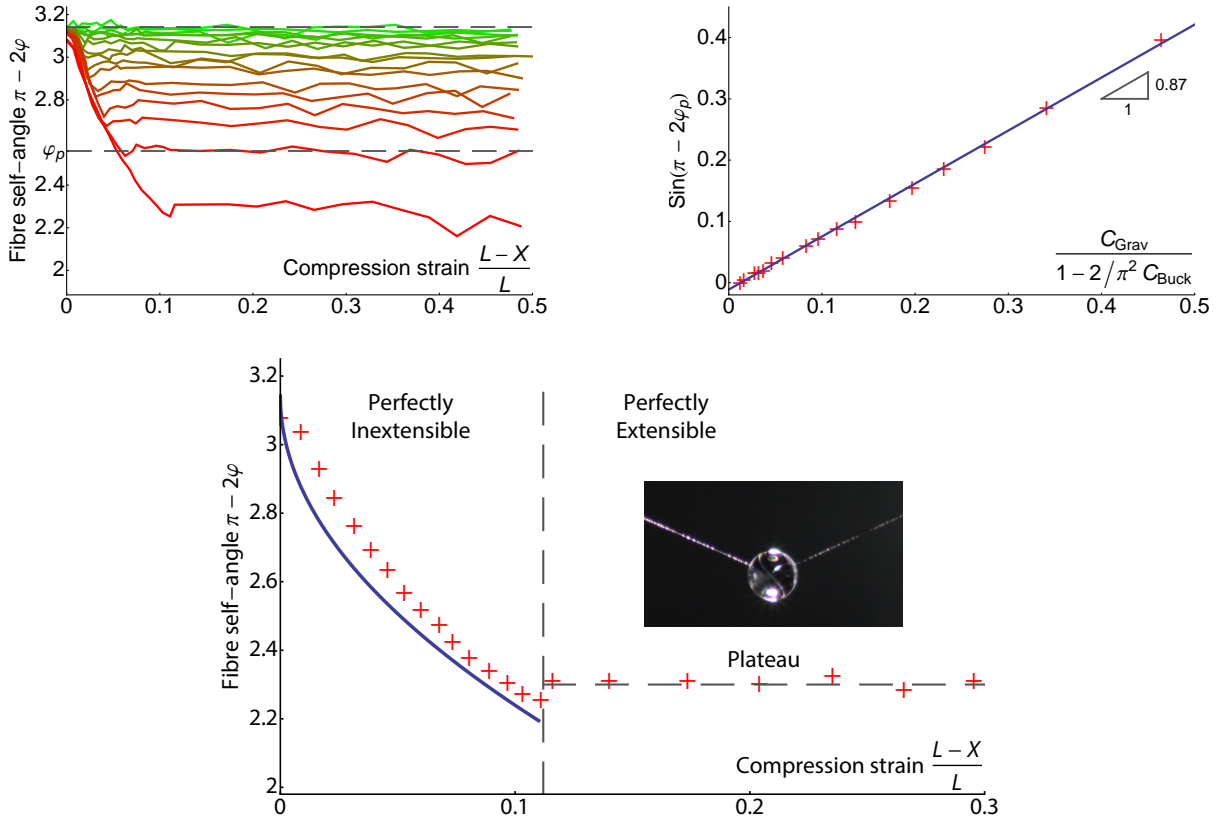 3.2
3.0
2.8
φp
2.4
2.2
2
Fibre self-angle π − 2φ
Compression strain (L − X)/L
0 0.1 0.2 0.3 0.4 0.5
0.4
0.3
0.2
0.1
0
Sin(π − 2φp)
0.87
1
CGrav
1 − 2/π² CBuck
0 0.1 0.2 0.3 0.4 0.5
3.2
3
2.8
2.6
2.4
2.2
2
Fibre self−angle π − 2φ
Perfectly Perfectly
Inextensible Extensible
Plateau
Compression strain (L − X)/L
0 0.1 0.2 0.3